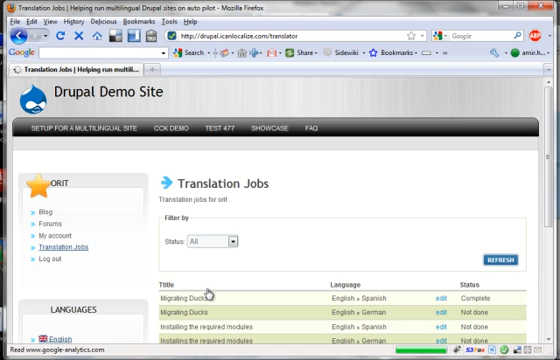 Translation Jobs | Helping run multilingual Drupal sites on auto pilot - Mozilla Firefox
File Edit View History Delicious Bookmarks Tools Help
http://drupal.icanlocalize.com/translator
Google
Google
Search
Share
Sidewiki
Bookmarks
amir.h...
Translation Jobs | Helping run multili...
Drupal Demo Site
SETUP FOR A MULTILINGUAL SITE CCK DEMO TEST 477 SHOWCASE FAQ
ORIT
Blog
Forums
My account
Translation Jobs
Log out
LANGUAGES
English
Translation Jobs
Translation jobs for orit
Filter by
Status: All
REFRESH
Ttitle Language Status
Migrating Ducks English » Spanish edit Complete
Migrating Ducks English » German edit Not done
Installing the required modules English » Spanish edit Not done
Installing the required modules English » German edit Not done
Read www.google-analytics.com
S3Fox